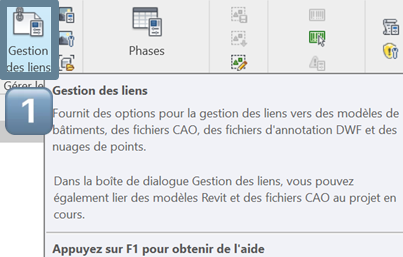 Gestion
des liens
Phases
Gérer le
1
Gestion des liens
Fournit des options pour la gestion des liens vers des modèles de
bâtiments, des fichiers CAO, des fichiers d'annotation DWF et des
nuages de points.
Dans la boîte de dialogue Gestion des liens, vous pouvez
également lier des modèles Revit et des fichiers CAO au projet en
cours.
Appuyez sur F1 pour obtenir de l'aide